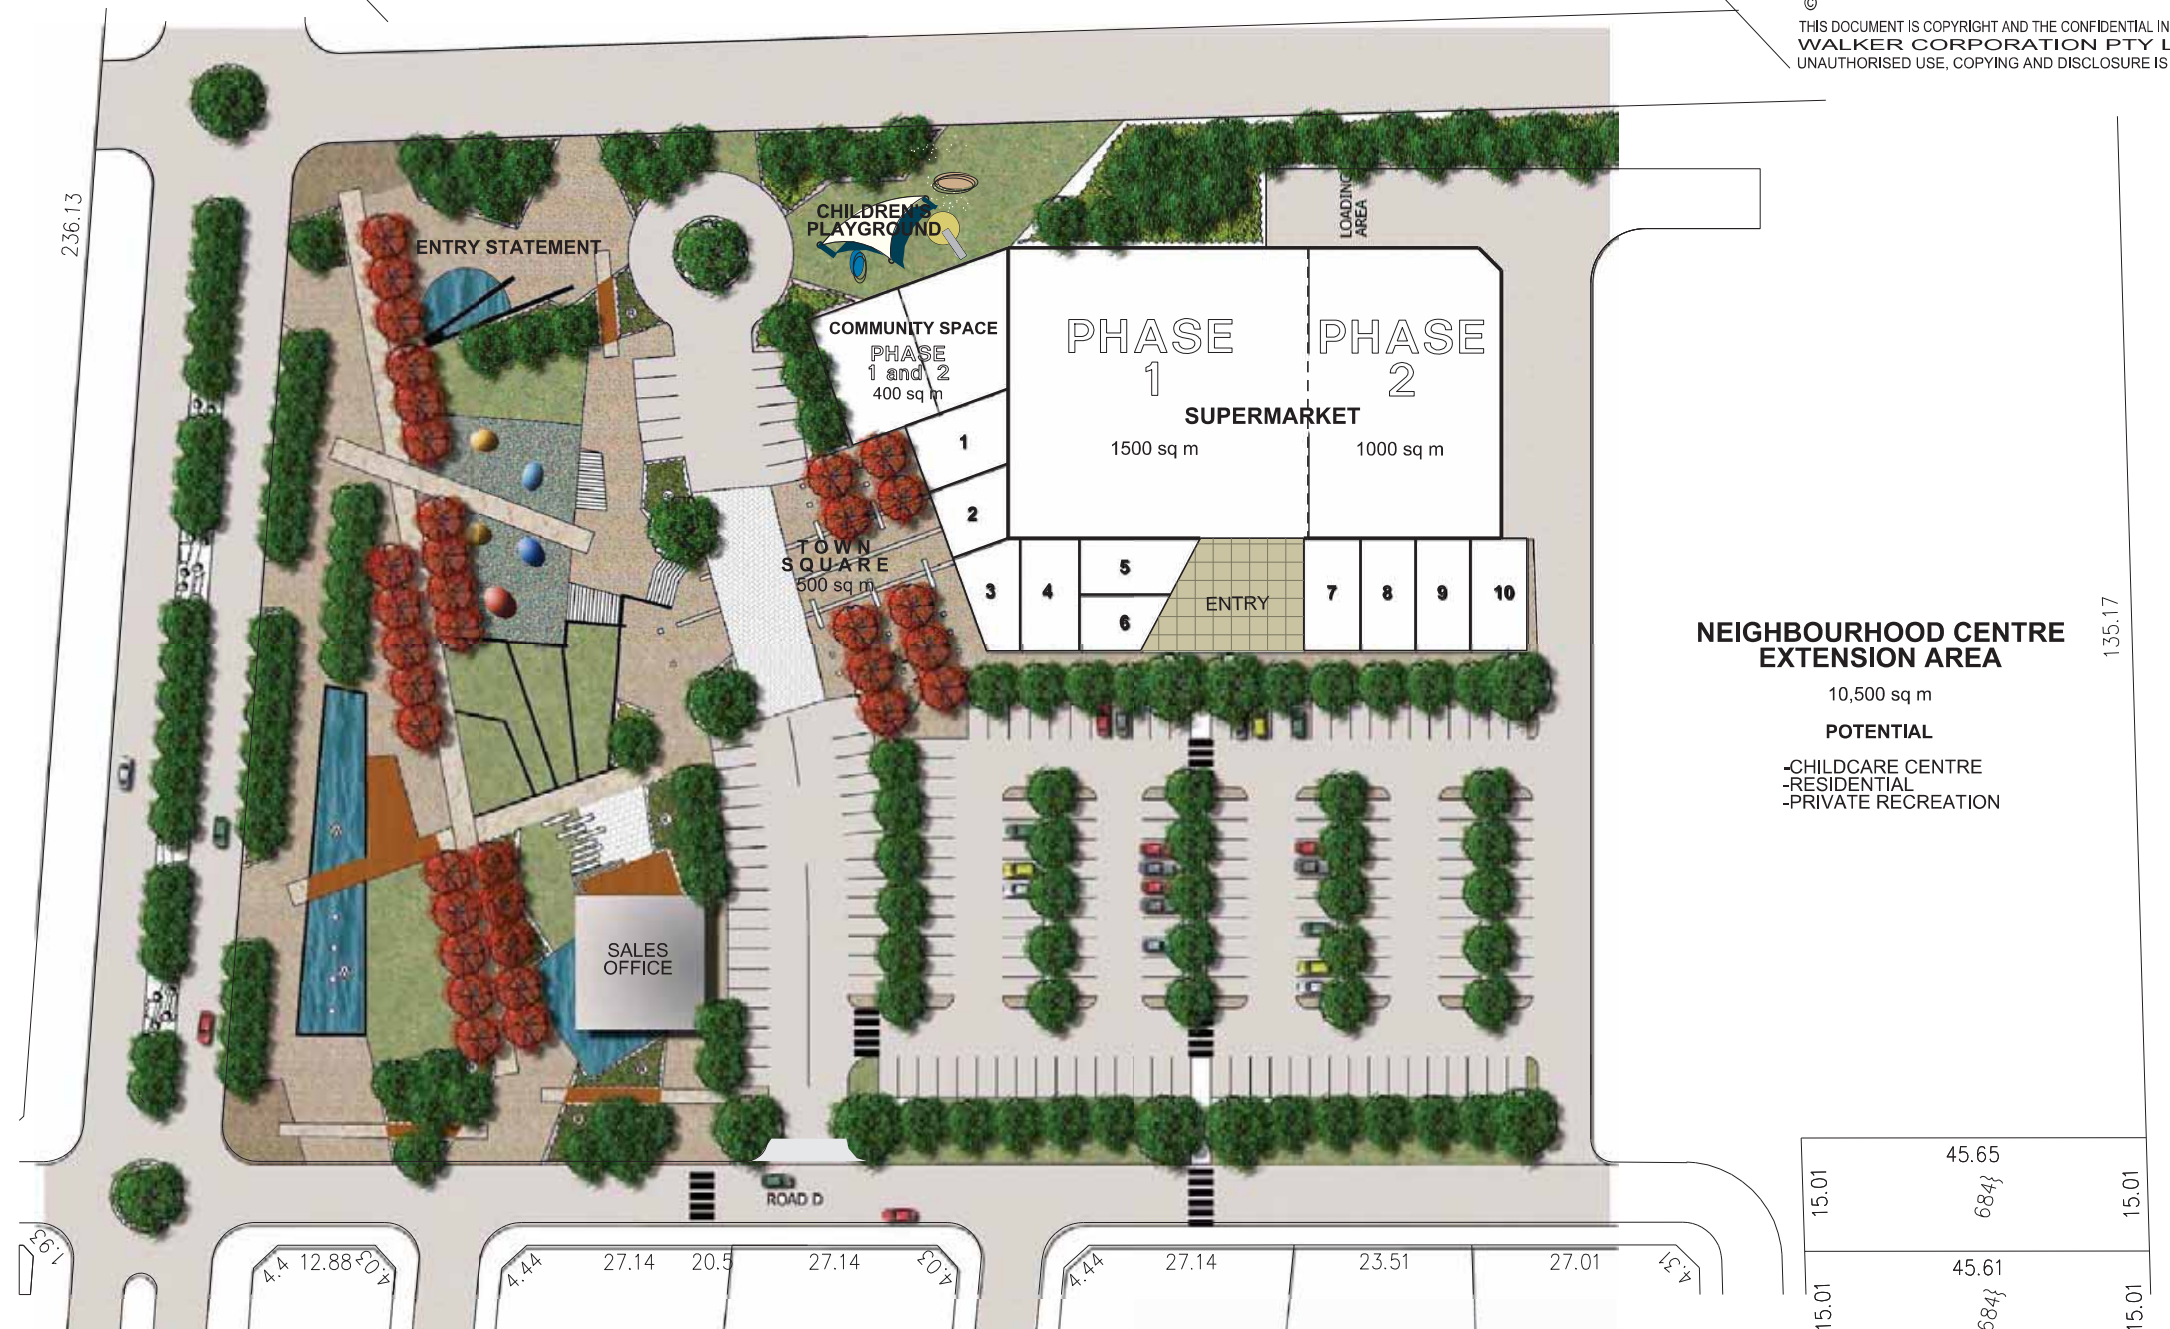 ©
THIS DOCUMENT IS COPYRIGHT AND THE CONFIDENTIAL IN
WALKER CORPORATION PTY L
UNAUTHORISED USE, COPYING AND DISCLOSURE IS
236.13
ENTRY STATEMENT
CHILDREN'S
PLAYGROUND
LOADING
AREA
COMMUNITY SPACE
PHASE
1 and 2
400 sq m
PHASE
1
PHASE
2
SUPERMARKET
1500 sq m
1000 sq m
1
2
3
4
5
6
ENTRY
7
8
9
10
TOWN
SQUARE
500 sq m
NEIGHBOURHOOD CENTRE
EXTENSION AREA
10,500 sq m
POTENTIAL
-CHILDCARE CENTRE
-RESIDENTIAL
-PRIVATE RECREATION
135.17
SALES
OFFICE
ROAD D
1.93
4.4
12.88
4.03
4.44
27.14
20.5
27.14
4.03
4.44
27.14
23.51
27.01
4.31
45.65
15.01
684}
15.01
45.61
15.01
684}
15.01